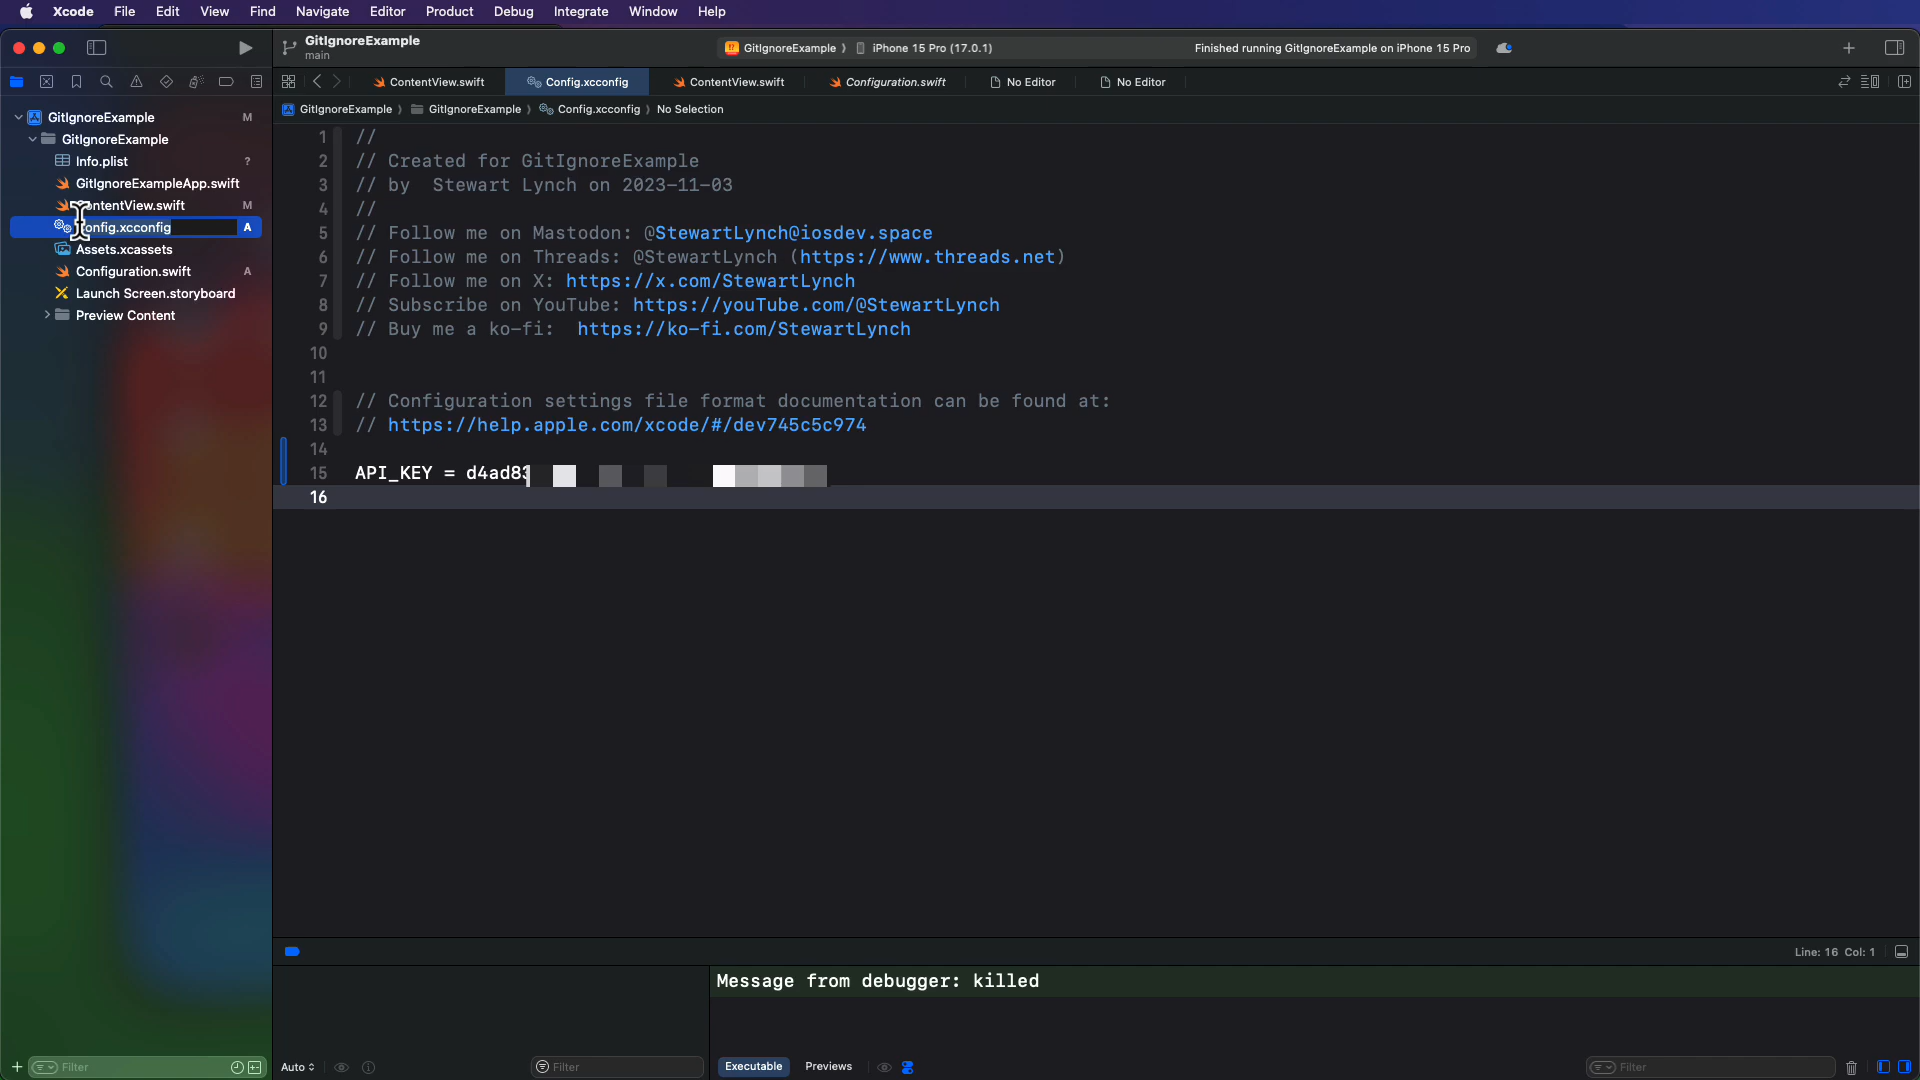 Xcode File Edit View Find Navigate Editor Product Debug Integrate Window Help
GitIgnoreExample
main
GitIgnoreExample iPhone 15 Pro (17.0.1)
Finished running GitIgnoreExample on iPhone 15 Pro
ContentView.swift Config.xcconfig ContentView.swift Configuration.swift No Editor No Editor
GitIgnoreExample GitIgnoreExample Config.xcconfig No Selection
GitIgnoreExample M
GitIgnoreExample
Info.plist ?
GitIgnoreExampleApp.swift
ontentView.swift M
onfig.xcconfig A
Assets.xcassets
Configuration.swift A
Launch Screen.storyboard
Preview Content
1 //
2 // Created for GitIgnoreExample
3 // by  Stewart Lynch on 2023-11-03
4 //
5 // Follow me on Mastodon: @StewartLynch@iosdev.space
6 // Follow me on Threads: @StewartLynch (https://www.threads.net)
7 // Follow me on X: https://x.com/StewartLynch
8 // Subscribe on YouTube: https://youTube.com/@StewartLynch
9 // Buy me a ko-fi:  https://ko-fi.com/StewartLynch
10
11
12 // Configuration settings file format documentation can be found at:
13 // https://help.apple.com/xcode/#/dev745c5c974
14
15 API_KEY = d4ad8
16
Line: 16 Col: 1
Message from debugger: killed
Filter
Auto
Filter
Executable Previews
Filter